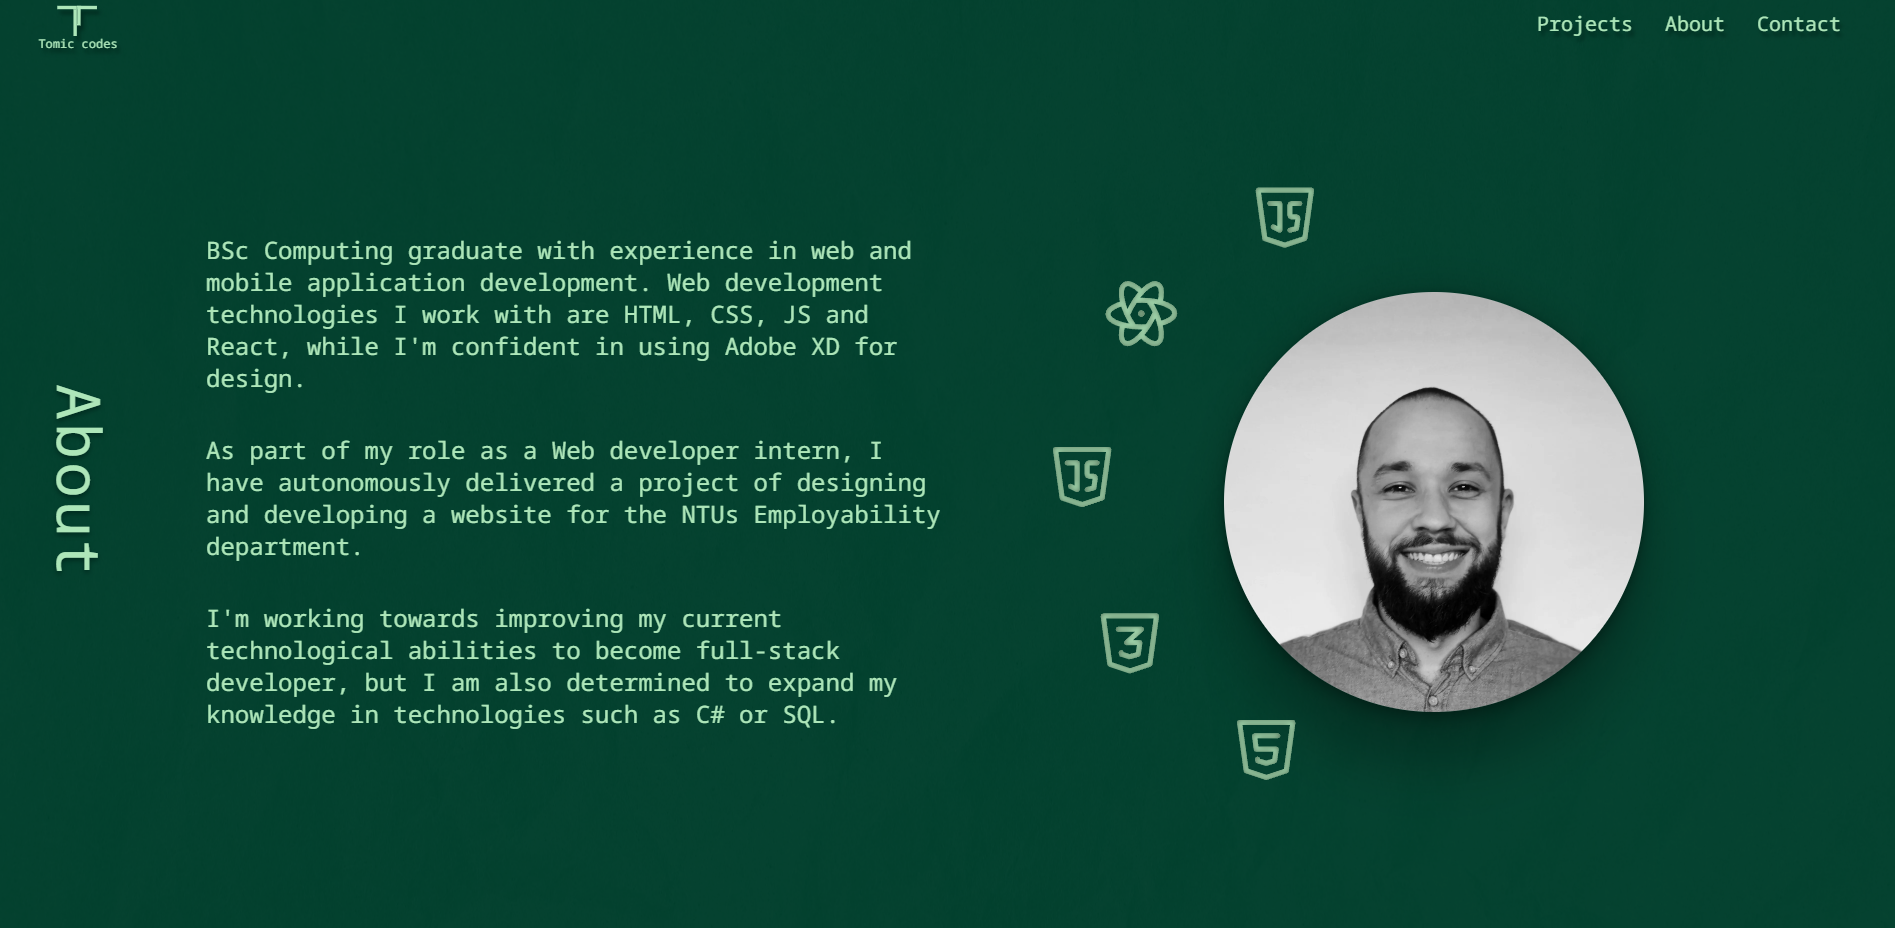 Tomic codes
Projects About Contact
About
BSc Computing graduate with experience in web and
mobile application development. Web development
technologies I work with are HTML, CSS, JS and
React, while I'm confident in using Adobe XD for
design.
As part of my role as a Web developer intern, I
have autonomously delivered a project of designing
and developing a website for the NTUs Employability
department.
I'm working towards improving my current
technological abilities to become full-stack
developer, but I am also determined to expand my
knowledge in technologies such as C# or SQL.
JS
JS
3
5